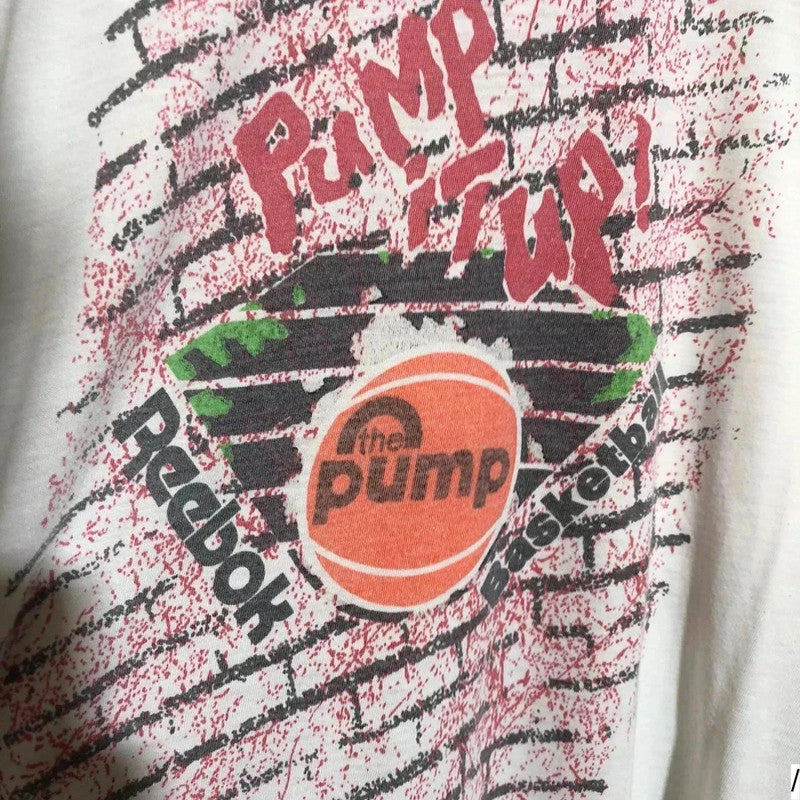 PuMP
IT UP!
the
pump
Reebok
Basketball
/